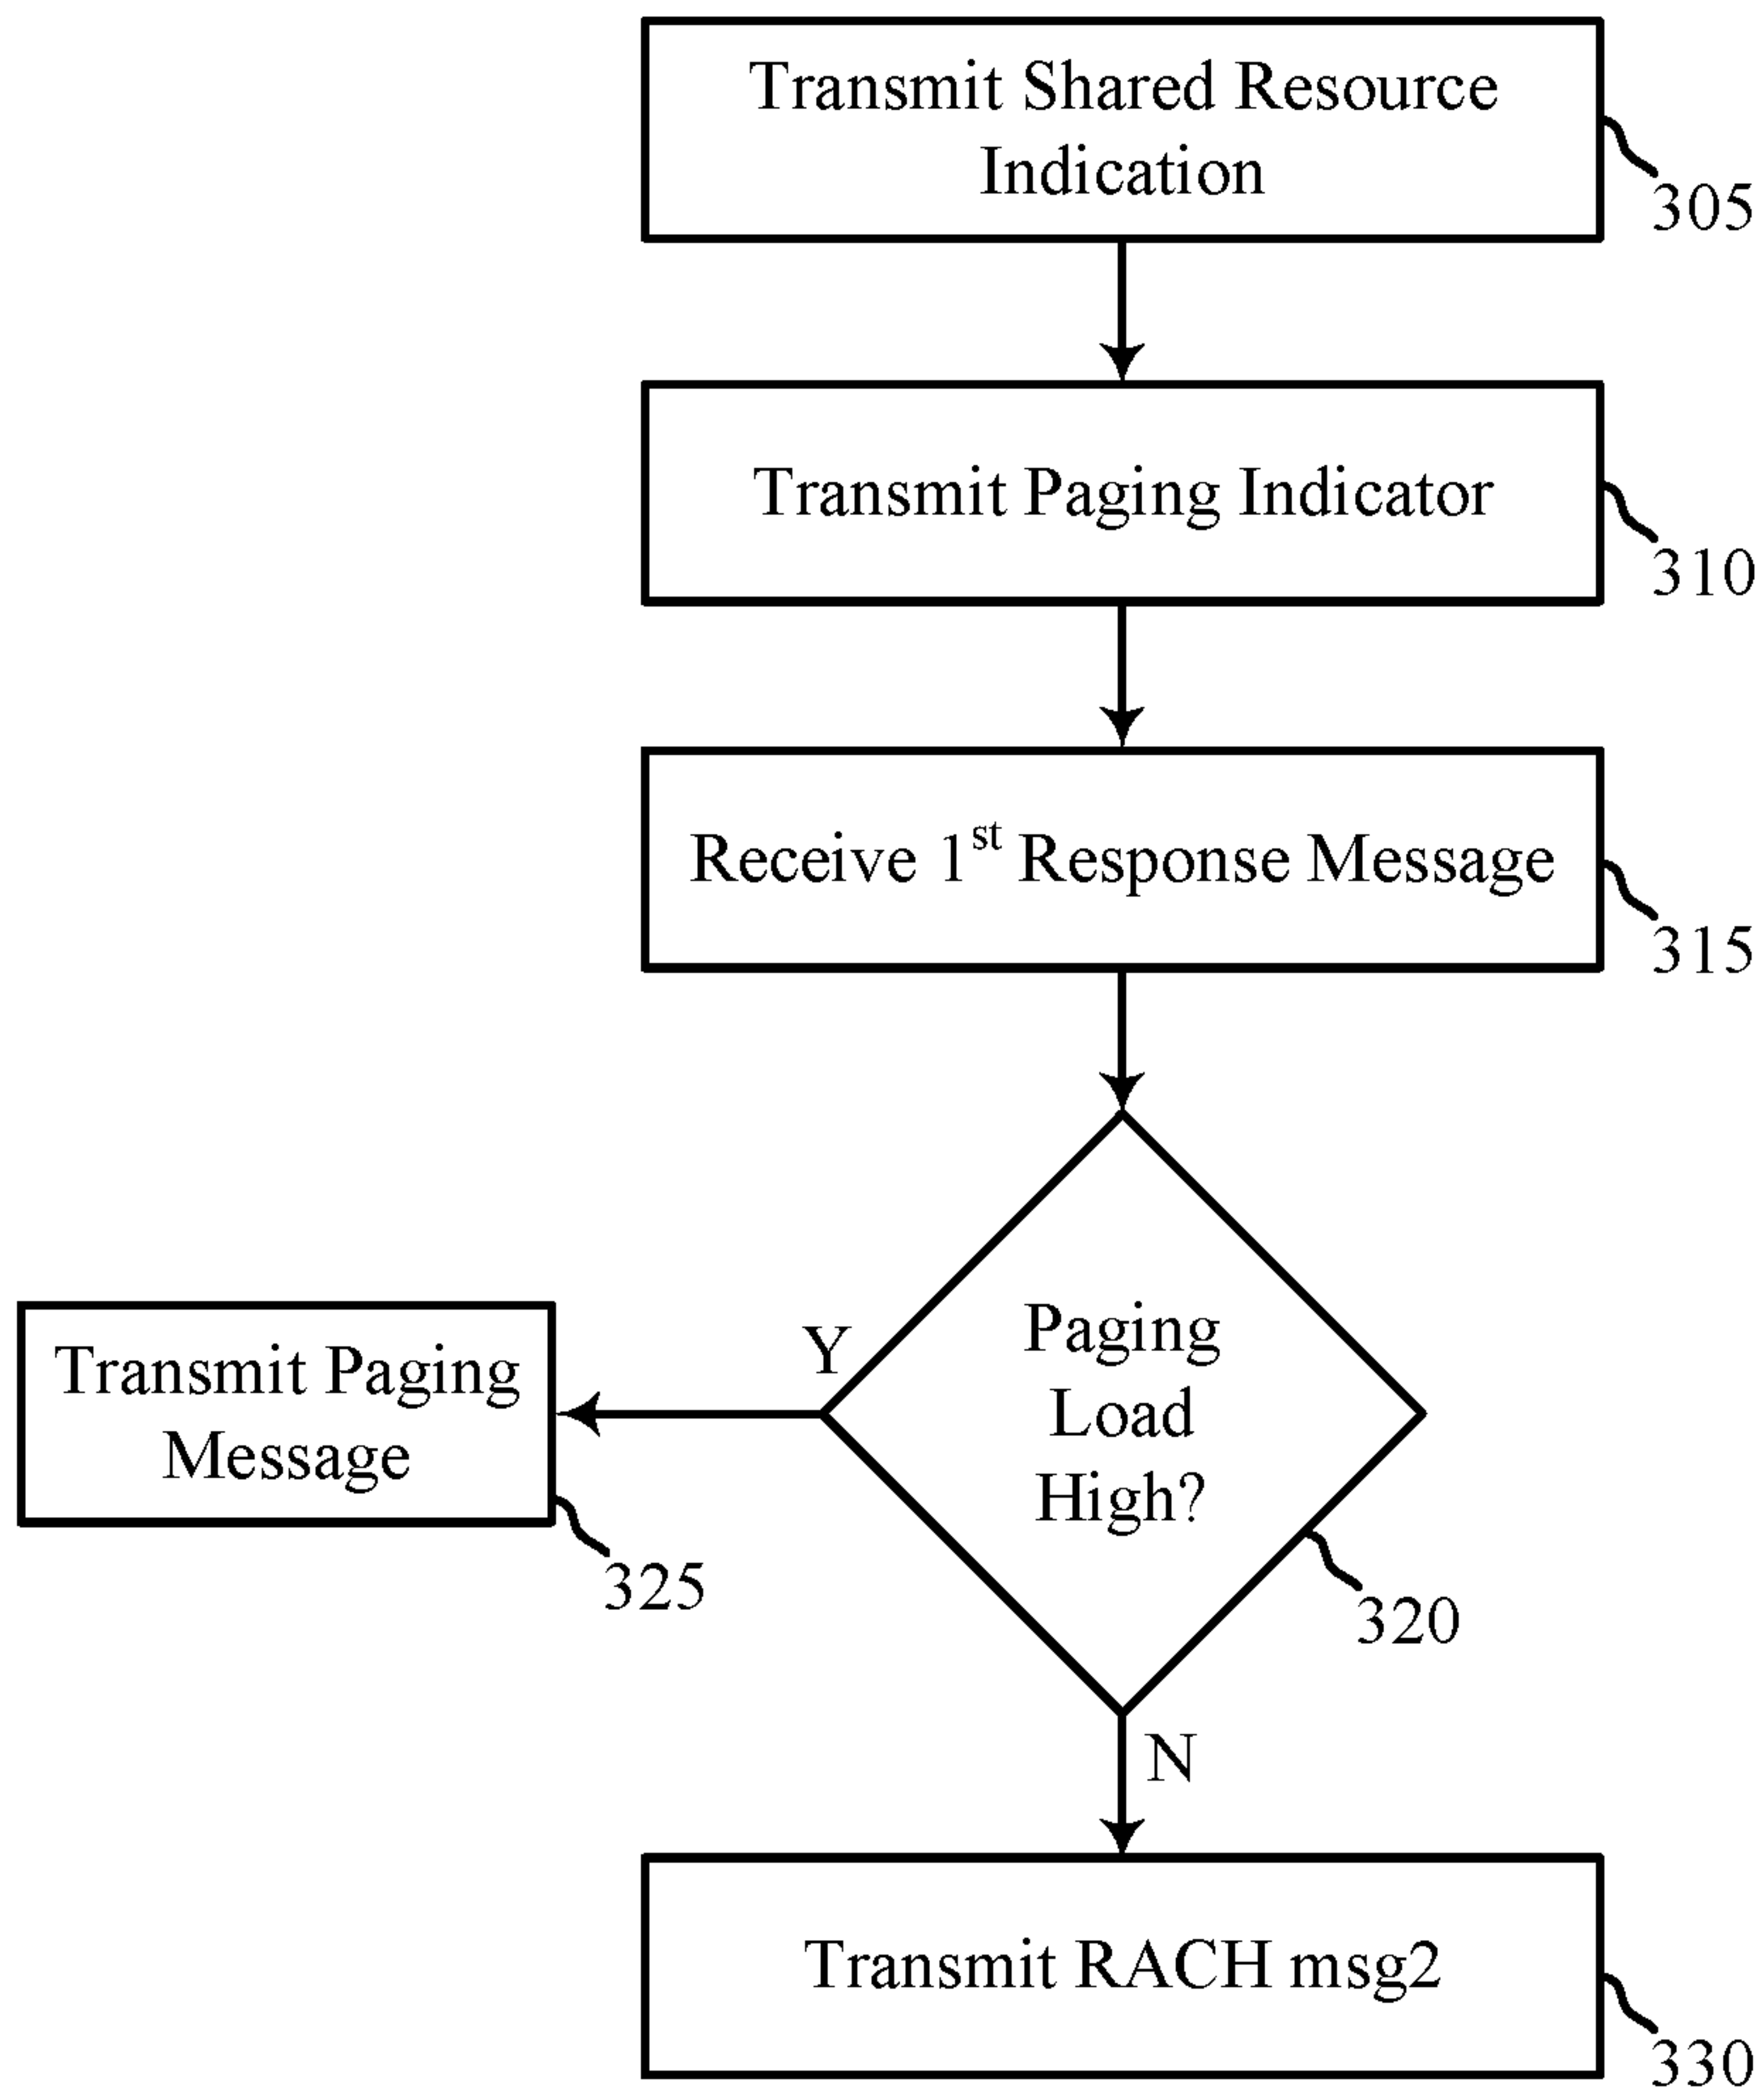 Transmit Shared Resource
Indication
305
Transmit Paging Indicator
310
Receive 1st Response Message
315
Paging
Load
High?
320
Y
Transmit Paging
Message
325
N
Transmit RACH msg2
330